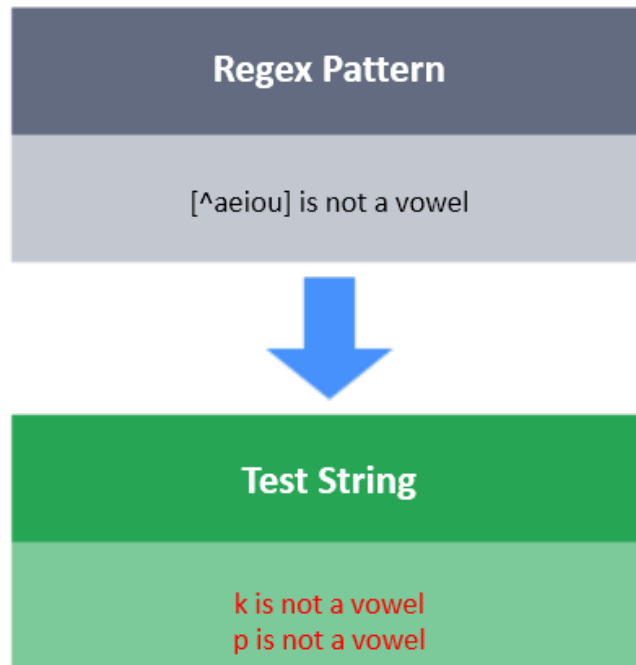 Regex Pattern
[^aeiou] is not a vowel
Test String
k is not a vowel
p is not a vowel